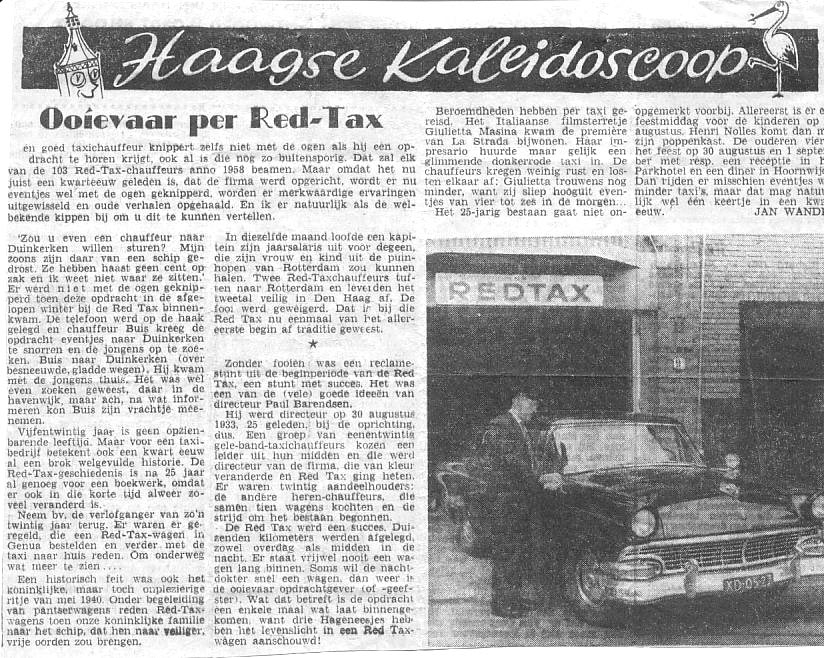 Haagse Kaleidoscoop
Ooievaar per Red-Tax
en goed taxichauffeur knippert zelfs niet met de ogen als hij een op-
dracht te horen krijgt, ook al is die nog zo buitensporig. Dat zal elk
van de 103 Red-Tax-chauffeurs anno 1958 beamen. Maar omdat het nu
juist een kwarteeuw geleden is, dat de firma werd opgericht, wordt er nu
eventjes wel met de ogen geknipperd, worden er merkwaardige ervaringen
uitgewisseld en oude verhalen opgehaald. En ik er natuurlijk als de wel-
bekende kippen bij om u dit te kunnen vertellen.
'Zou u even een chauffeur naar
Duinkerken willen sturen? Mijn
zoons zijn daar van een schip ge-
drost. Ze hebben haast geen cent op
zak en ik weet niet waar ze zitten.'
Er werd niet met de ogen geknip-
perd toen deze opdracht in de afge-
lopen winter bij de Red Tax binnen-
kwam. De telefoon werd op de haak
gelegd en chauffeur Buis kreeg de
opdracht eventjes naar Duinkerken
te snorren en de jongens op te zoe-
ken. Buis naar Duinkerken (over
besneeuwde, gladde wegen). Hij kwam
met de jongens thuis. Het was wel
even zoeken geweest, daar in de
havenwijk, maar ach, na wat infor-
meren kón Buis zijn vrachtje mee-
nemen.
Vijfentwintig jaar is geen opzien-
barende leeftijd. Maar voor een taxi-
bedrijf betekent ook een kwart eeuw
al een brok welgevulde historie. De
Red-Tax-geschiedenis is na 25 jaar
al genoeg voor een boekwerk, omdat
er ook in die korte tijd alweer zo-
veel veranderd is.
Neem bv. de verlofganger van zo'n
twintig jaar terug. Er waren er ge-
regeld, die een Red-Tax-wagen in
Genua bestelden en verder met de
taxi naar huis reden. Om onderweg
wat meer te zien....
Een historisch feit was ook het
koninklijke, maar toch onplezierige
ritje van mei 1940. Onder begeleiding
van pantserwagens reden Red-Tax-
wagens toen onze koninklijke familie
naar het schip, dat hen naar veiliger,
vrije oorden zou brengen.
In diezelfde maand loofde een kapi-
tein zijn jaarsalaris uit voor degeen,
die zijn vrouw en kind uit de puin-
hopen van Rotterdam zou kunnen
halen. Twee Red-Taxchauffeurs tuf-
ten naar Rotterdam en leverden het
tweetal veilig in Den Haag af. De
fooi werd geweigerd. Dat is bij die
Red Tax nu eenmaal van het aller-
eerste begin af traditie geweest.
★
Zonder fooien was een reclame-
stunt uit de beginperiode van de Red
Tax, een stunt met succes. Het was
een van de (vele) goede ideeën van
directeur Paul Barendsen.
Hij werd directeur op 30 augustus
1933, 25 geleden, bij de oprichting,
dus. Een groep van eenentwintig
gele-band-taxichauffeurs kozen een
leider uit hun midden en die werd
directeur van de firma, die van kleur
veranderde en Red Tax ging heten.
Er waren twintig aandeelhouders:
de andere heren-chauffeurs, die
samen tien wagens kochten en de
strijd om het bestaan begonnen.
De Red Tax werd een succes. Dui-
zenden kilometers werden afgelegd,
zowel overdag als midden in de
nacht. Er staat vrijwel nooit een wa-
gen lang binnen. Soms wil de nacht-
dokter snel een wagen, dan weer is
de ooievaar opdrachtgever (of -geef-
ster). Wat dat betreft is de opdracht
een enkele maal wat laat binnenge-
komen, want drie Hageneesjes heb-
ben het levenslicht in een Red Tax-
wagen aanschouwd!
Beroemdheden hebben per taxi ge-
reisd. Het Italiaanse filmsterretje
Giulietta Masina kwam de première
van La Strada bijwonen. Haar im-
presario huurde maar gelijk een
glimmende donkerrode taxi in. De
chauffeurs kregen weinig rust en los-
ten elkaar af; Giulietta trouwens nog
minder, want zij sliep hooguit even-
tjes van vier tot zes in de morgen...
Het 25-jarig bestaan gaat niet on-
opgemerkt voorbij. Allereerst is er e
feestmiddag voor de kinderen op
augustus. Henri Nolles komt dan m
zijn poppenkast. De ouderen vier
het feest op 30 augustus en 1 septe
ber met resp. een receptie in h
Parkhotel en een diner in Hoornwijc
Dan rijden er misschien eventjes w
minder taxi's, maar dat mag natuu
lijk wel één keertje in een kwa
eeuw. JAN WANDE
REDTAX
XD-05-27